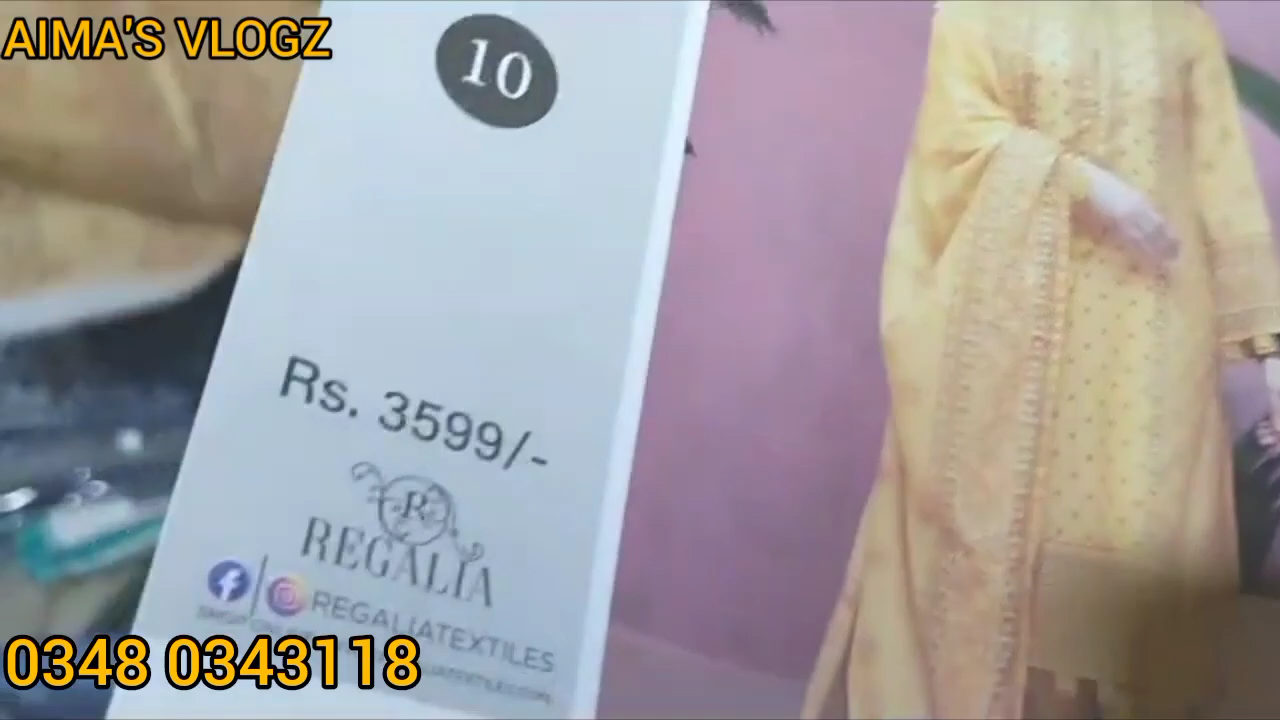 AIMA'S VLOGZ
10
Rs. 3599/-
R
REGALIA
REGALIATEXTILES
0348 0343118